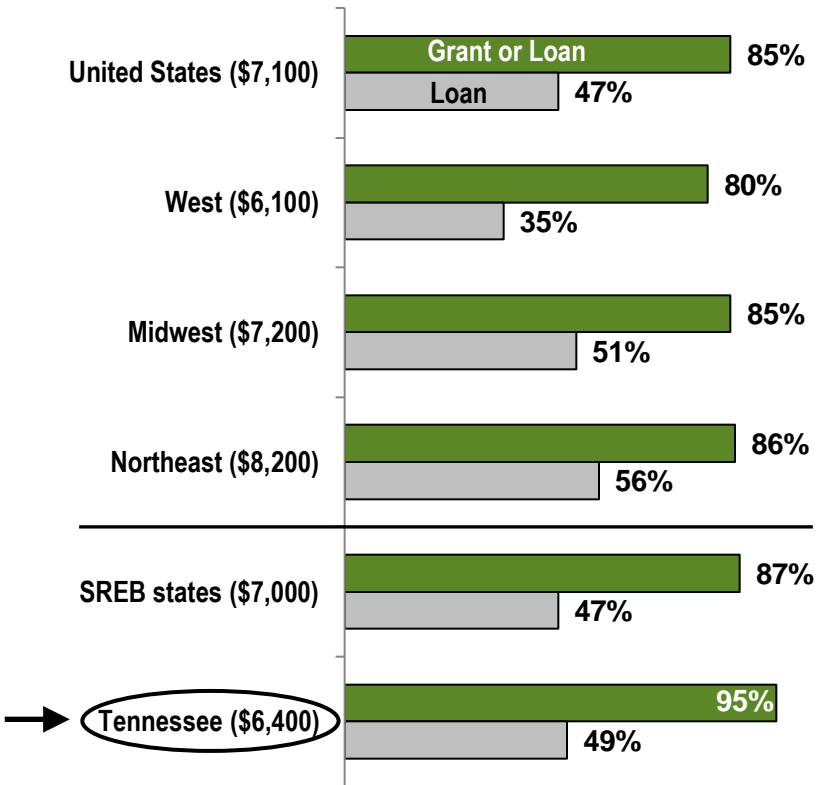 Grant or Loan
85%
United States ($7,100)
Loan
47%
80%
West ($6,100)
35%
85%
Midwest ($7,200)
51%
86%
Northeast ($8,200)
56%
87%
SREB states ($7,000)
47%
95%
Tennessee ($6,400)
49%